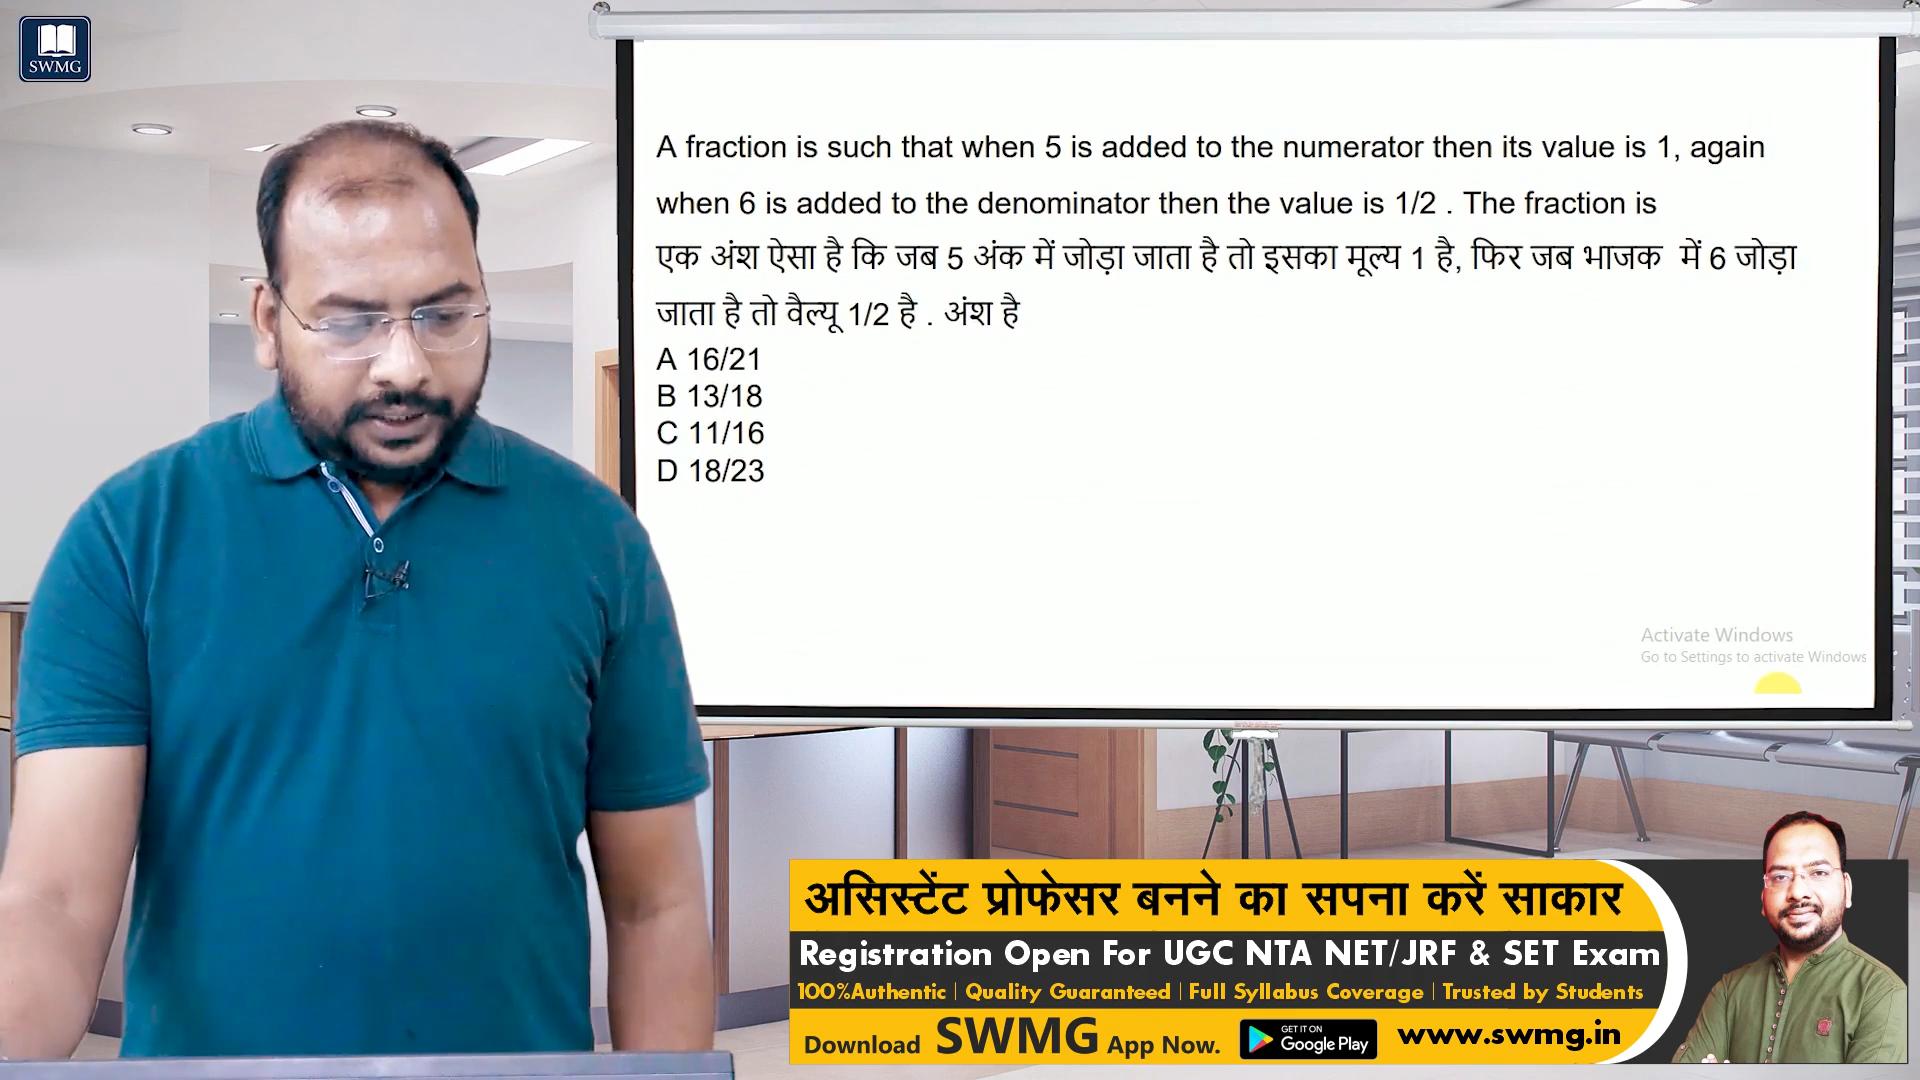 SWMG
A fraction is such that when 5 is added to the numerator then its value is 1, again
when 6 is added to the denominator then the value is 1/2 . The fraction is
एक अंश ऐसा है कि जब 5 अंक में जोड़ा जाता है तो इसका मूल्य 1 है, फिर जब भाजक में 6 जोड़ा
जाता है तो वैल्यू 1/2 है . अंश है
A 16/21
B 13/18
C 11/16
D 18/23
Activate Windows
Go to Settings to activate Windows
असिस्टेंट प्रोफेसर बनने का सपना करें साकार
Registration Open For UGC NTA NET/JRF & SET Exam
100%Authentic | Quality Guaranteed | Full Syllabus Coverage | Trusted by Students
Download SWMG App Now. GET IT ON Google Play www.swmg.in